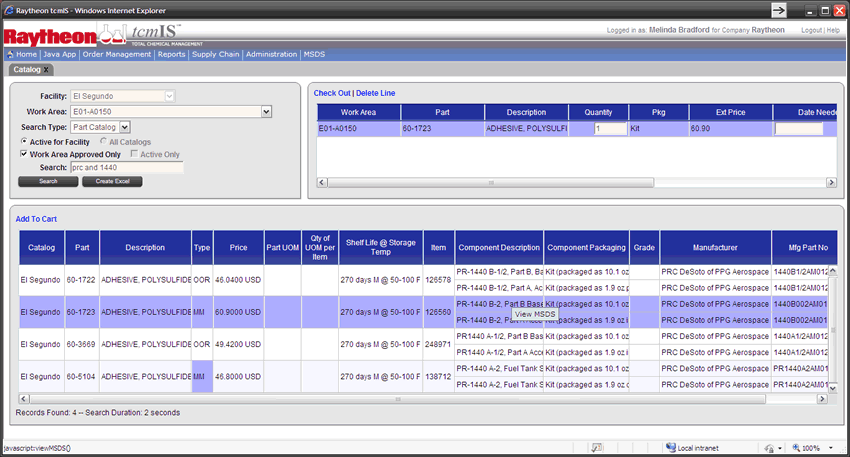 Raytheon tcmIS - Windows Internet Explorer
Raytheon tcmIS™
TOTAL CHEMICAL MANAGEMENT
Logged in as: Melinda Bradford for Company Raytheon Logout | Help
Home | Java App | Order Management | Reports | Supply Chain | Administration | MSDS
Catalog X
Facility: El Segundo
Work Area: E01-A0150
Search Type: Part Catalog
Active for Facility All Catalogs
Work Area Approved Only Active Only
Search: prc and 1440
Search Create Excel
Check Out | Delete Line
Work Area Part Description Quantity Pkg Ext Price Date Neede
E01-A0150 60-1723 ADHESIVE, POLYSULFI 1 Kit 60.90
Add To Cart
Catalog Part Description Type Price Part UOM Qty of UOM per Item Shelf Life @ Storage Temp Item Component Description Component Packaging Grade Manufacturer Mfg Part No
El Segundo 60-1722 ADHESIVE, POLYSULFIDE OOR 46.0400 USD 270 days M @ 50-100 F 126578 PR-1440 B-1/2, Part B, Ba Kit (packaged as 10.1 oz PRC DeSoto of PPG Aerospace 1440B1/2AM012
PR-1440 B-1/2, Part A, Ac Kit (packaged as 1.9 oz p PRC DeSoto of PPG Aerospace 1440B1/2AM012
El Segundo 60-1723 ADHESIVE, POLYSULFIDE MM 60.9000 USD 270 days M @ 50-100 F 126560 PR-1440 B-2, Part B Base Kit (packaged as 10.1 oz PRC DeSoto of PPG Aerospace 1440B002AM01
PR-1440 B-2, Kit (packaged as 1.9 oz.i PRC DeSoto of PPG Aerospace 1440B002AM01
View MSDS
El Segundo 60-3669 ADHESIVE, POLYSULFIDE OOR 49.4200 USD 270 days M @ 50-100 F 248971 PR1440 A-1/2, Part B Base Kit (packaged as 10.1 oz PRC DeSoto of PPG Aerospace 1440A1/2AM012
PR1440 A-1/2, Part A Acce Kit (packaged as 1.9 oz.i PRC DeSoto of PPG Aerospace 1440A1/2AM012
El Segundo 60-5104 ADHESIVE, POLYSULFIDE MM 46.8000 USD 270 days M @ 50-100 F 138712 PR-1440 A-2, Fuel Tank S Kit (packaged as 10.1 oz PRC DeSoto of PPG Aerospace PR1440A2AM01
PR-1440 A-2, Fuel Tank S Kit (packaged as 1.9 oz. PRC DeSoto of PPG Aerospace PR1440A2AM01
Records Found: 4 -- Search Duration: 2 seconds
javascript:viewMSDS() Local intranet 100%